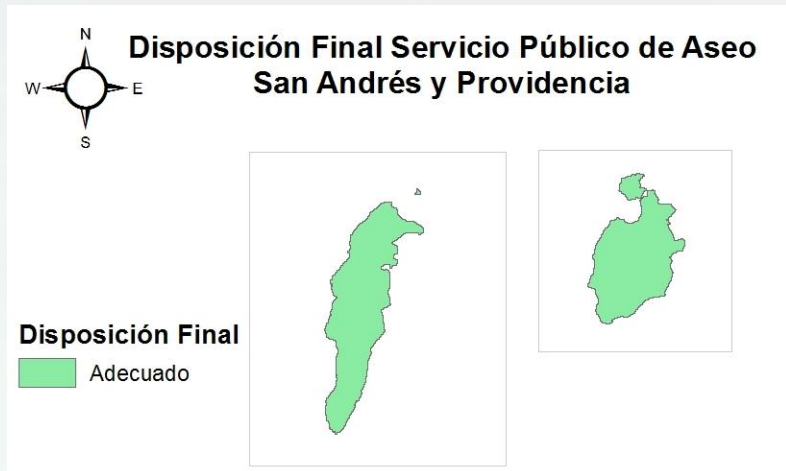 N
W E
S
Disposición Final Servicio Público de Aseo
San Andrés y Providencia
Disposición Final
Adecuado